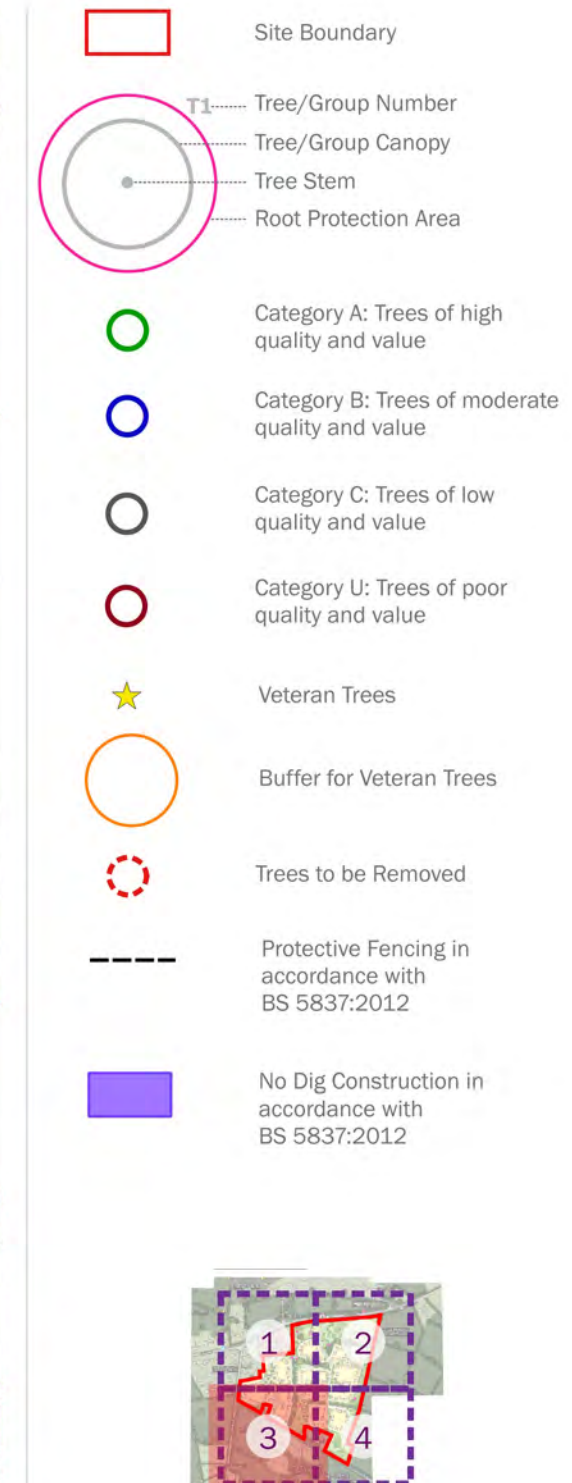 Site Boundary
T1
Tree/Group Number
Tree/Group Canopy
Tree Stem
Root Protection Area
Category A: Trees of high
quality and value
Category B: Trees of moderate
quality and value
Category C: Trees of low
quality and value
Category U: Trees of poor
quality and value
Veteran Trees
Buffer for Veteran Trees
Trees to be Removed
Protective Fencing in
accordance with
BS 5837:2012
No Dig Construction in
accordance with
BS 5837:2012
1
2
3
4